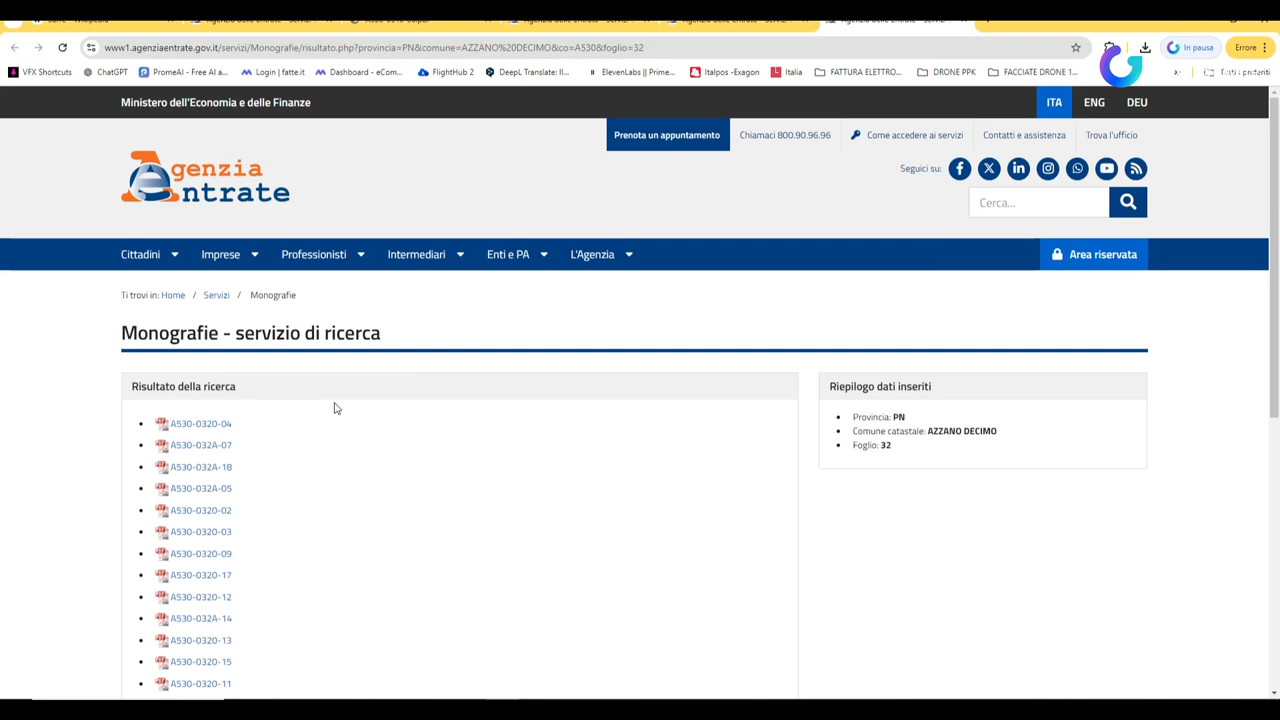 www1.agenziaentrate.gov.it/servizi/Monografie/risultato.php?provincia=PN&comune=AZZANO%20DECIMO&co=A530&foglio=32
In pausa
Errore
VFX Shortcuts
ChatGPT
PromeAI - Free AI a...
Login | fatte.it
Dashboard - eCom...
FlightHub 2
DeepL Translate: Il...
ElevenLabs || Prime...
Italpos -Exagon
Italia
FATTURA ELETTRO...
DRONE PPK
FACCIATE DRONE 1...
Tutti i preferiti
Ministero dell'Economia e delle Finanze
ITA
ENG
DEU
Prenota un appuntamento
Chiamaci 800.90.96.96
Come accedere ai servizi
Contatti e assistenza
Trova l'ufficio
Agenzia
Entrate
Seguici su:
Cerca...
Cittadini
Imprese
Professionisti
Intermediari
Enti e PA
L'Agenzia
Area riservata
Ti trovi in: Home / Servizi / Monografie
Monografie - servizio di ricerca
Risultato della ricerca
A530-0320-04
A530-032A-07
A530-032A-18
A530-032A-05
A530-0320-02
A530-0320-03
A530-0320-09
A530-0320-17
A530-0320-12
A530-032A-14
A530-0320-13
A530-0320-15
A530-0320-11
Riepilogo dati inseriti
Provincia: PN
Comune catastale: AZZANO DECIMO
Foglio: 32